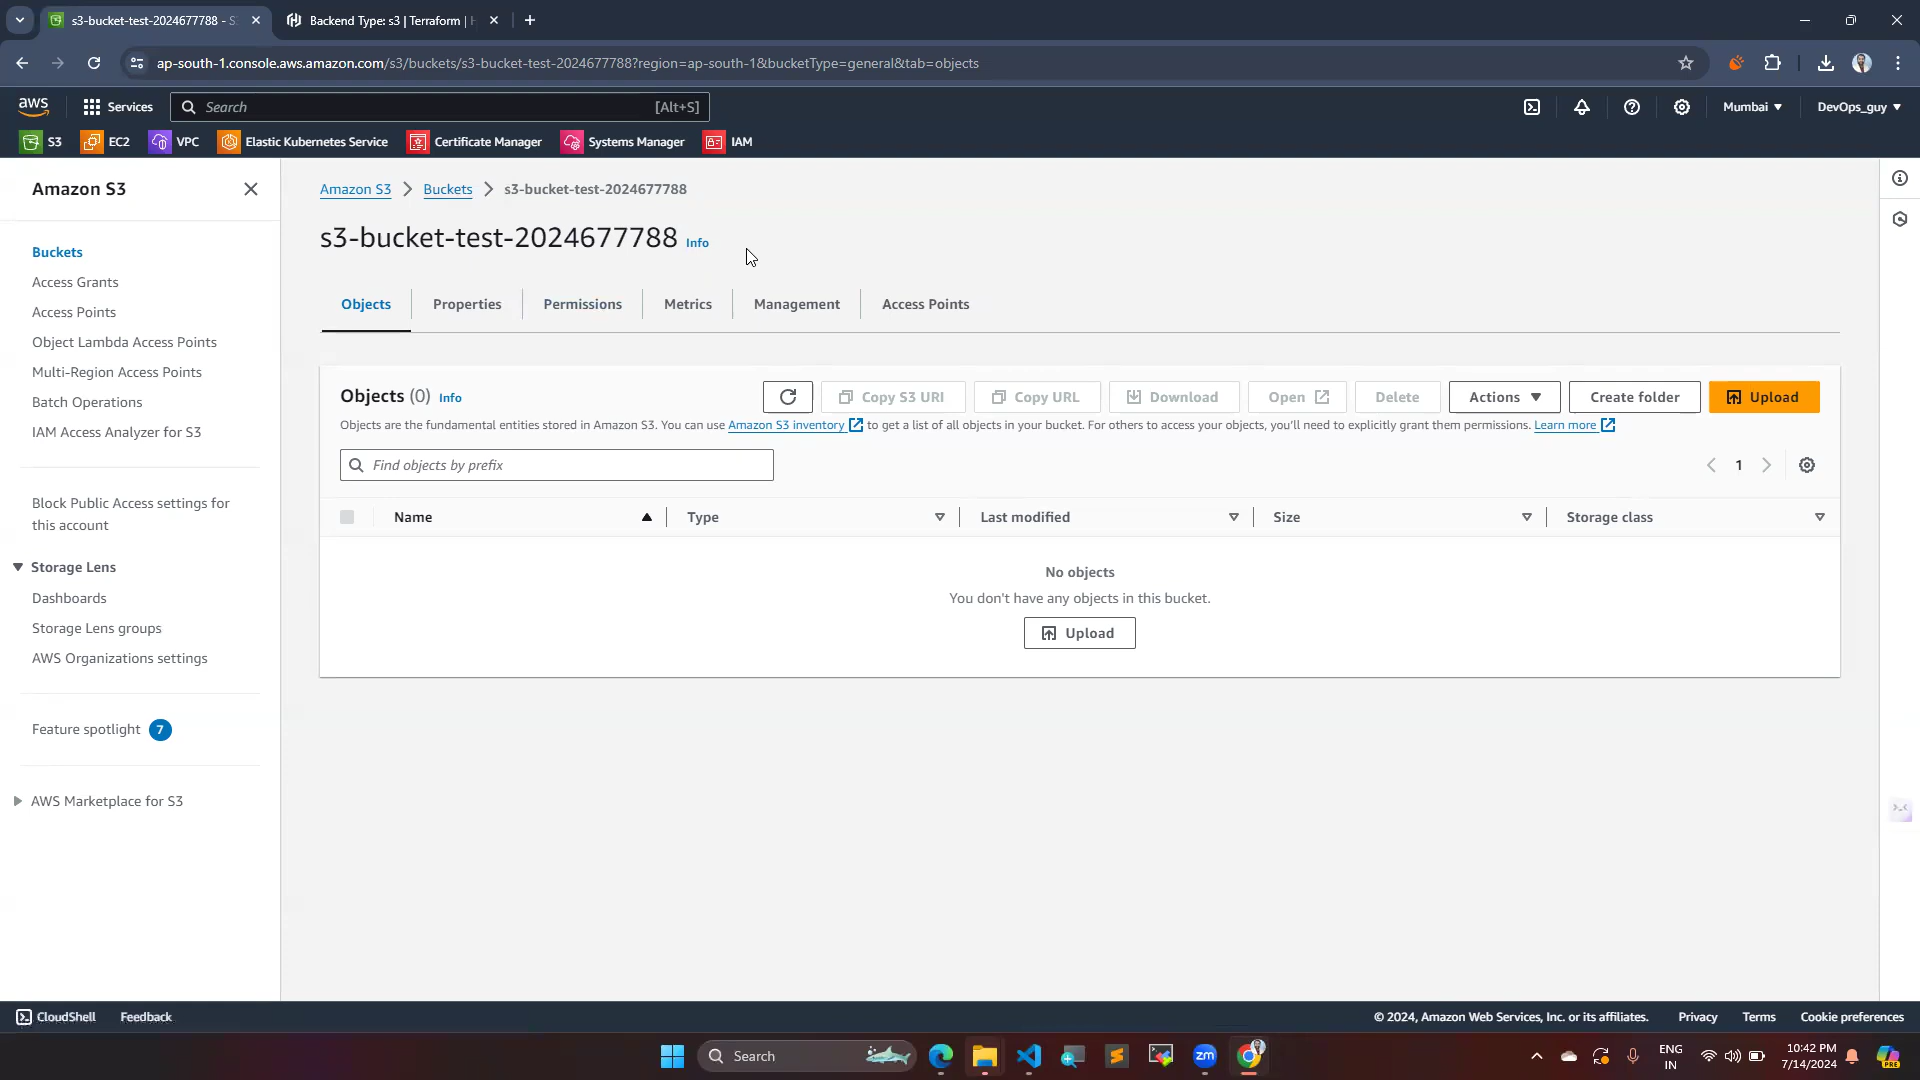 s3-bucket-test-2024677788 - S
Backend Type: s3 | Terraform |
ap-south-1.console.aws.amazon.com/s3/buckets/s3-bucket-test-2024677788?region=ap-south-1&bucketType=general&tab=objects
aws
Services
Search
[Alt+S]
Mumbai
DevOps_guy
S3
EC2
VPC
Elastic Kubernetes Service
Certificate Manager
Systems Manager
IAM
Amazon S3
Buckets
Access Grants
Access Points
Object Lambda Access Points
Multi-Region Access Points
Batch Operations
IAM Access Analyzer for S3
Block Public Access settings for
this account
Storage Lens
Dashboards
Storage Lens groups
AWS Organizations settings
Feature spotlight 7
AWS Marketplace for S3
Amazon S3 Buckets s3-bucket-test-2024677788
s3-bucket-test-2024677788 Info
Objects Properties Permissions Metrics Management Access Points
Objects (0) Info
Copy S3 URI
Copy URL
Download
Open
Delete
Actions
Create folder
Upload
Objects are the fundamental entities stored in Amazon S3. You can use Amazon S3 inventory to get a list of all objects in your bucket. For others to access your objects, you'll need to explicitly grant them permissions. Learn more
Find objects by prefix
1
Name Type Last modified Size Storage class
No objects
You don't have any objects in this bucket.
Upload
CloudShell Feedback
© 2024, Amazon Web Services, Inc. or its affiliates. Privacy Terms Cookie preferences
Search
zm
ENG
IN
10:42 PM
7/14/2024
PRE